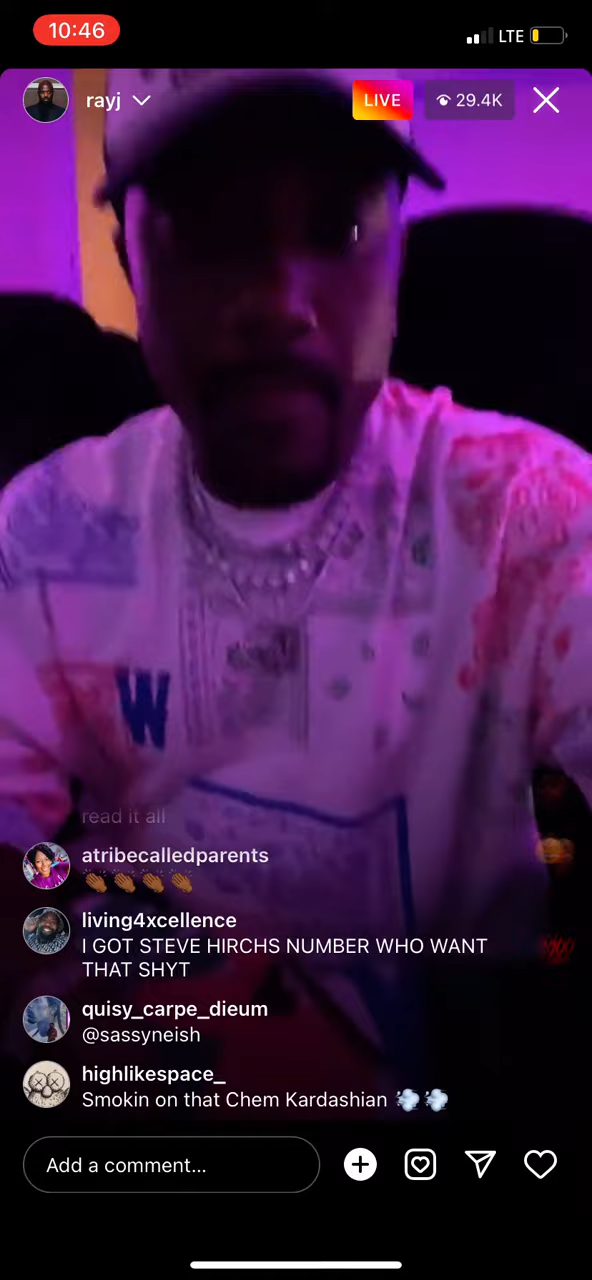 10:46
LTE
rayj
LIVE
29.4K
W
read it all
atribecalledparents
👏🏾👏🏾👏🏾👏🏾
living4xcellence
I GOT STEVE HIRCHS NUMBER WHO WANT
THAT SHYT
quisy_carpe_dieum
@sassyneish
highlikespace_
Smokin on that Chem Kardashian 💨💨
Add a comment...